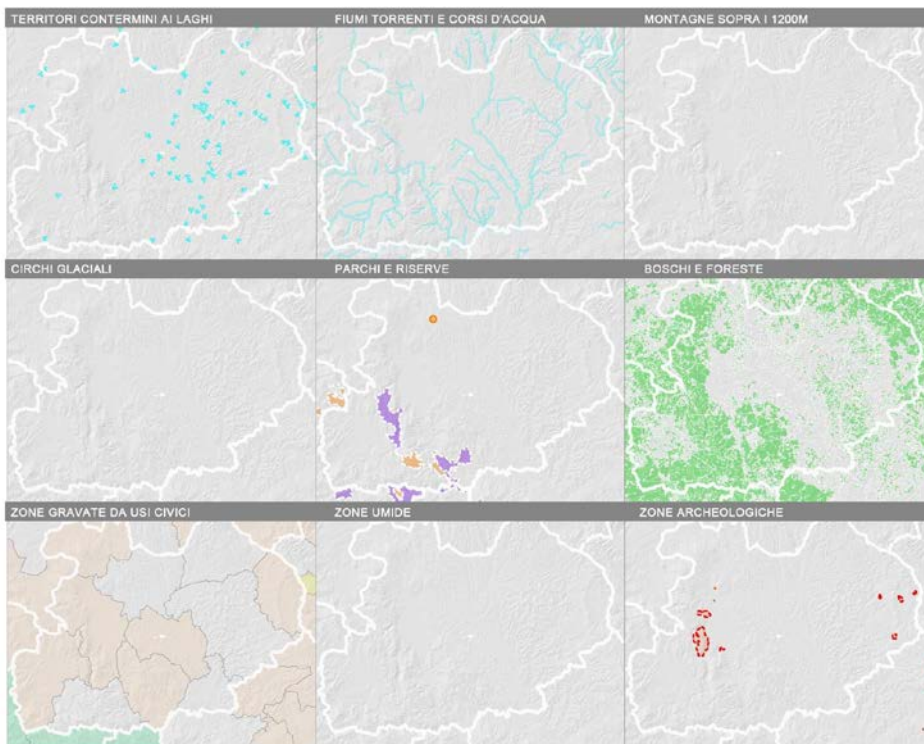 TERRITORI CONTERMINI AI LAGHI
FIUMI TORRENTI E CORSI D'ACQUA
MONTAGNE SOPRA I 1200M
CIRCHI GLACIALI
PARCHI E RISERVE
BOSCHI E FORESTE
ZONE GRAVATE DA USI CIVICI
ZONE UMIDE
ZONE ARCHEOLOGICHE